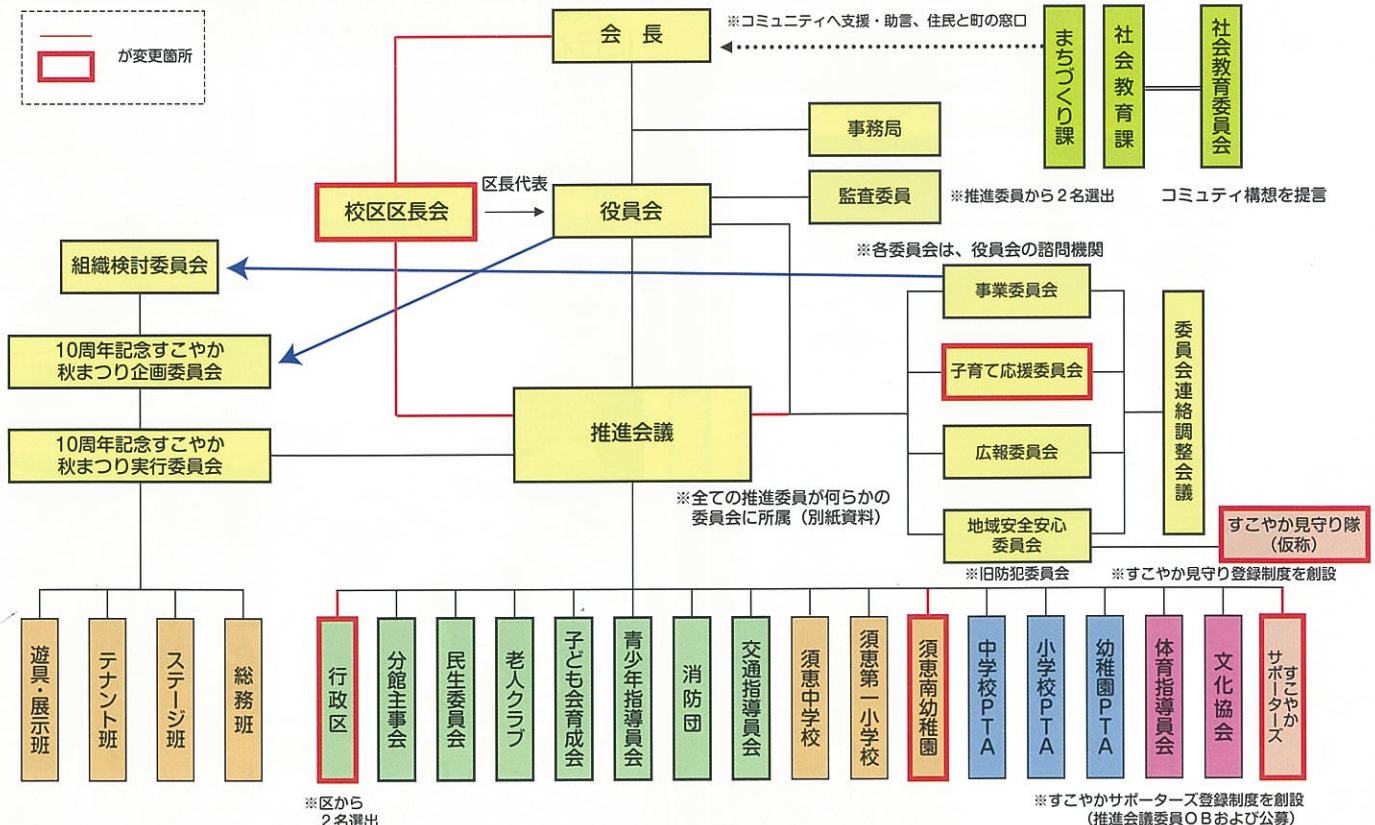 が変更箇所
会長
※コミュニティへ支援・助言、住民と町の窓口
まちづくり課
社会教育課
社会教育委員会
事務局
校区区長会
区長代表
役員会
監査委員
※推進委員から2名選出
コミュティ構想を提言
組織検討委員会
※各委員会は、役員会の諮問機関
事業委員会
10周年記念すこやか
秋まつり企画委員会
子育て応援委員会
委員会連絡調整会議
推進会議
10周年記念すこやか
秋まつり実行委員会
広報委員会
※全ての推進委員が何らかの
委員会に所属（別紙資料）
地域安全安心
委員会
すこやか見守り隊
（仮称）
※旧防犯委員会
※すこやか見守り登録制度を創設
遊具・展示班
テナント班
ステージ班
総務班
行政区
分館主事会
民生委員会
老人クラブ
子ども会育成会
青少年指導員会
消防団
交通指導員会
須恵中学校
須恵第一小学校
須恵南幼稚園
中学校PTA
小学校PTA
幼稚園PTA
体育指導員会
文化協会
すこやか
サポーターズ
※区から
2名選出
※すこやかサポーターズ登録制度を創設
（推進会議委員OBおよび公募）